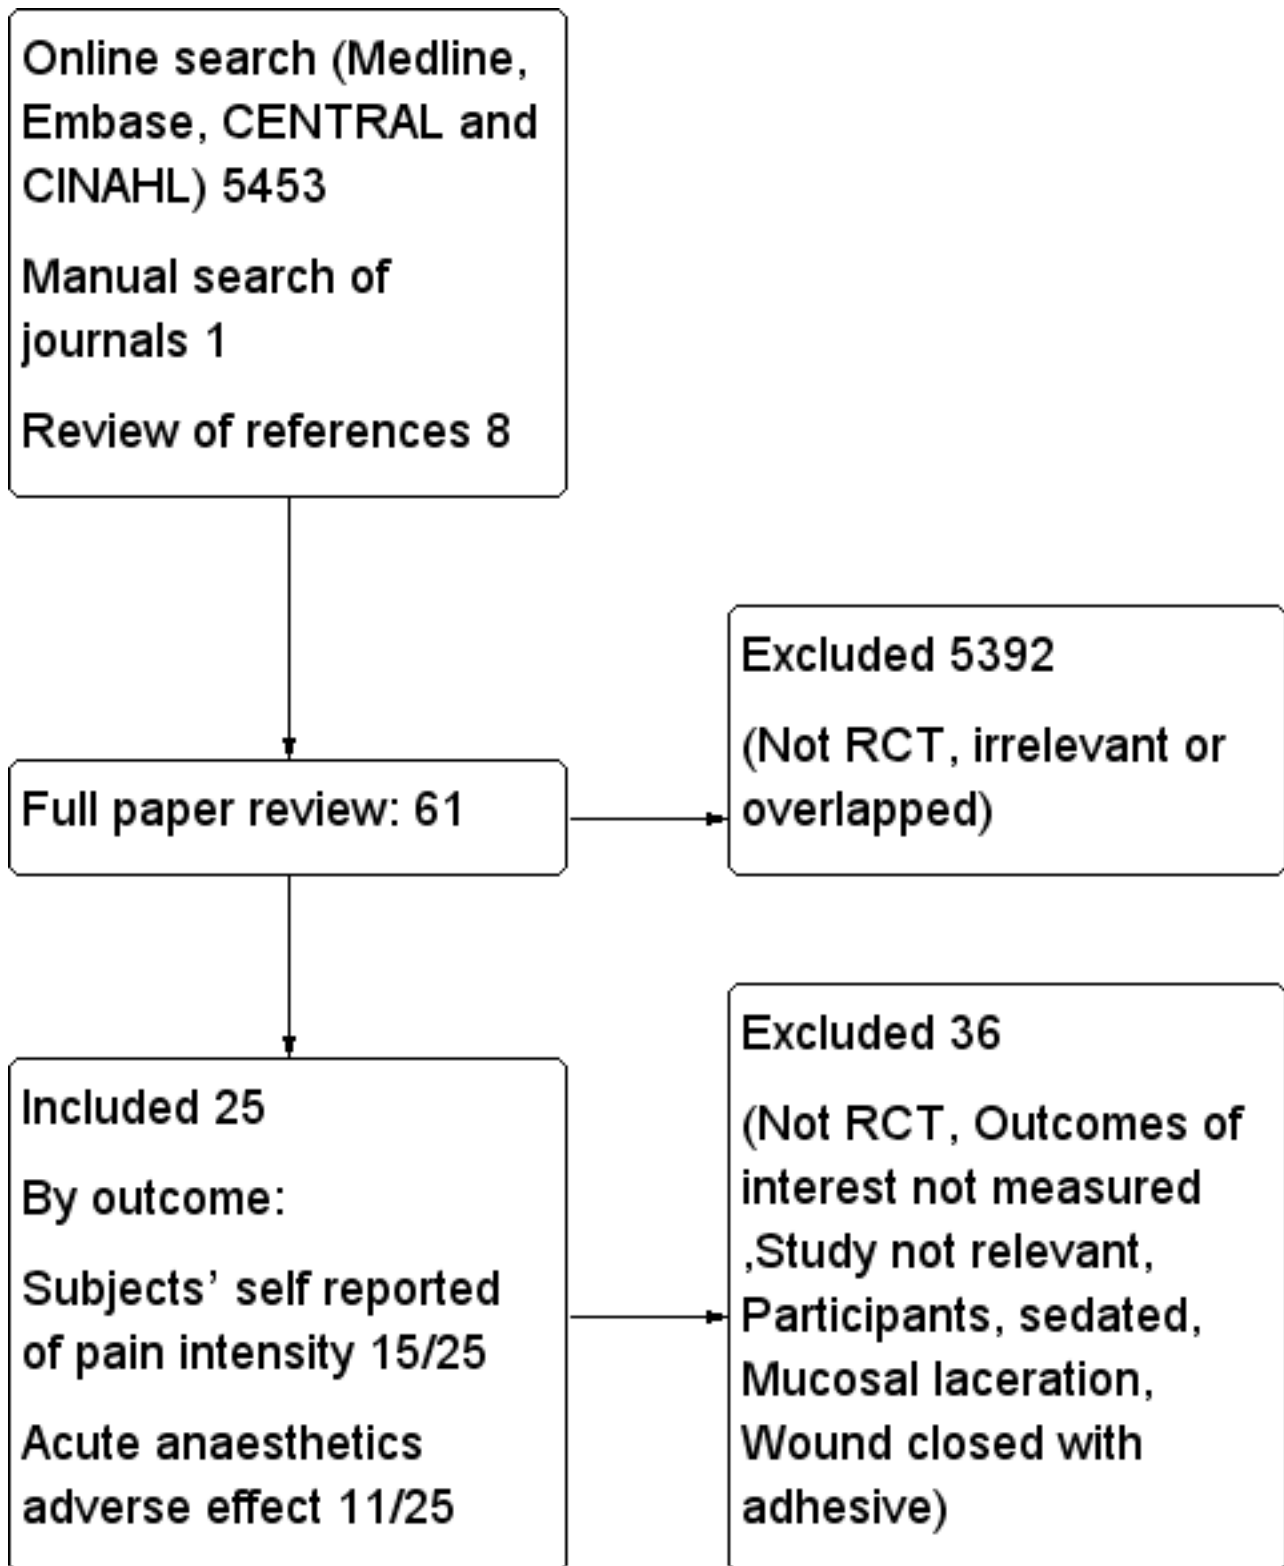 Online search (Medline,
Embase, CENTRAL and
CINAHL) 5453
Manual search of
journals 1
Review of references 8
Excluded 5392
(Not RCT, irrelevant or
overlapped)
Full paper review: 61
Included 25
By outcome:
Subjects’ self reported
of pain intensity 15/25
Acute anaesthetics
adverse effect 11/25
Excluded 36
(Not RCT, Outcomes of
interest not measured
,Study not relevant,
Participants, sedated,
Mucosal laceration,
Wound closed with
adhesive)